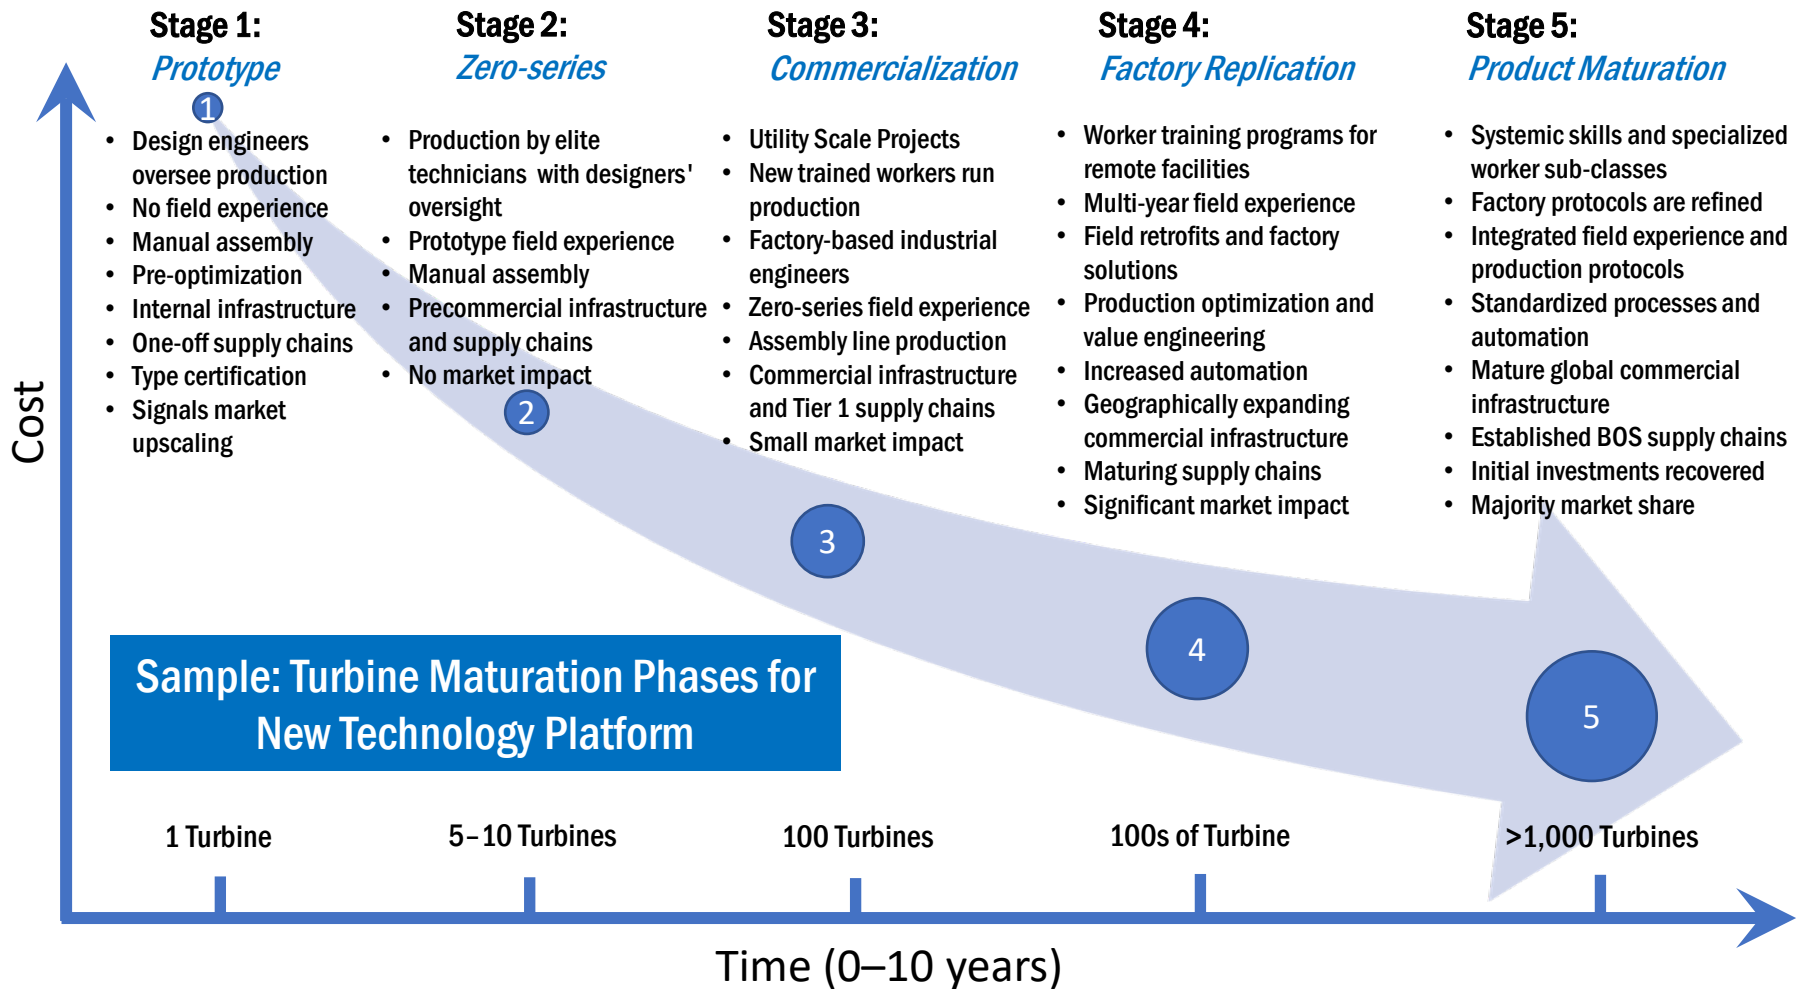 Stage 1:
Prototype
1
• Design engineers
oversee production
• No field experience
• Manual assembly
• Pre-optimization
• Internal infrastructure
• One-off supply chains
• Type certification
• Signals market
upscaling
Stage 2:
Zero-series
• Production by elite
technicians with designers'
oversight
• Prototype field experience
• Manual assembly
• Precommercial infrastructure
and supply chains
• No market impact
2
Stage 3:
Commercialization
• Utility Scale Projects
• New trained workers run
production
• Factory-based industrial
engineers
• Zero-series field experience
• Assembly line production
• Commercial infrastructure
and Tier 1 supply chains
• Small market impact
3
Stage 4:
Factory Replication
• Worker training programs for
remote facilities
• Multi-year field experience
• Field retrofits and factory
solutions
• Production optimization and
value engineering
• Increased automation
• Geographically expanding
commercial infrastructure
• Maturing supply chains
• Significant market impact
4
Stage 5:
Product Maturation
• Systemic skills and specialized
worker sub-classes
• Factory protocols are refined
• Integrated field experience and
production protocols
• Standardized processes and
automation
• Mature global commercial
infrastructure
• Established BOS supply chains
• Initial investments recovered
• Majority market share
5
Cost
Sample: Turbine Maturation Phases for
New Technology Platform
1 Turbine
5–10 Turbines
100 Turbines
100s of Turbine
>1,000 Turbines
Time (0–10 years)